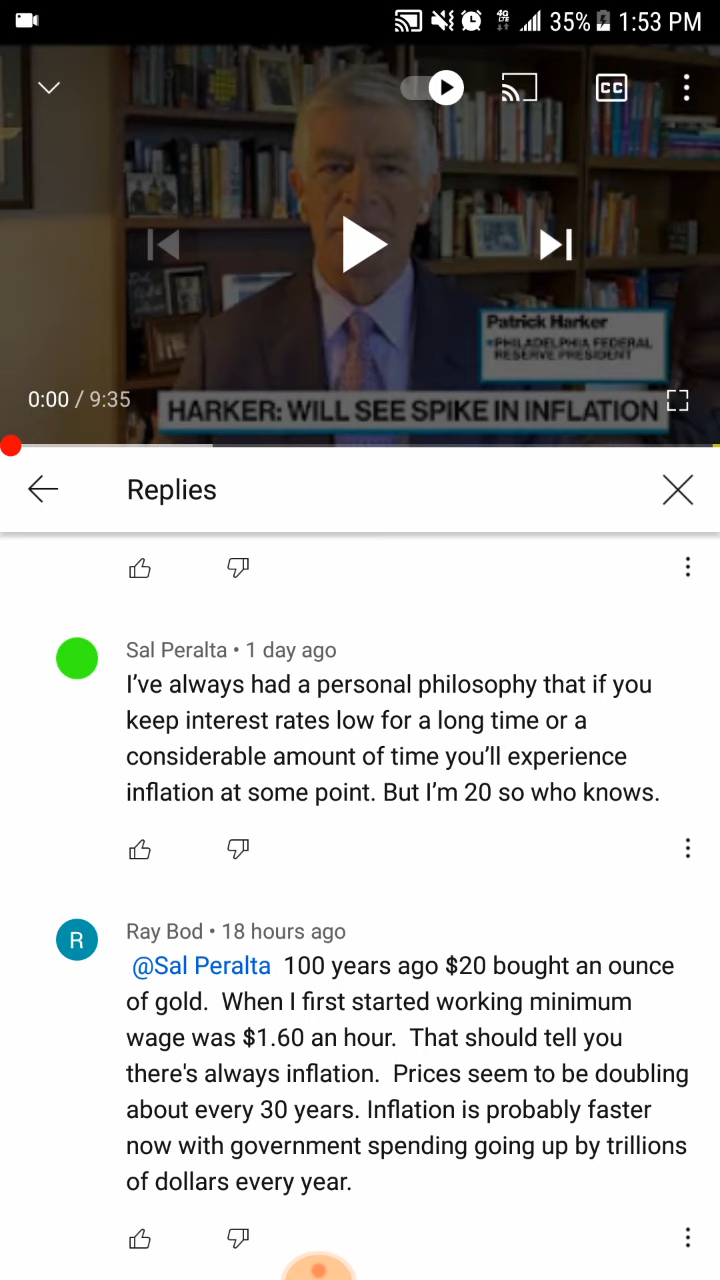 4G LTE 35% 1:53 PM
CC
Patrick Harker
PHILADELPHIA FEDERAL
RESERVE PRESIDENT
0:00 / 9:35
HARKER: WILL SEE SPIKE IN INFLATION
Replies
Sal Peralta • 1 day ago
I’ve always had a personal philosophy that if you
keep interest rates low for a long time or a
considerable amount of time you’ll experience
inflation at some point. But I’m 20 so who knows.
R
Ray Bod • 18 hours ago
@Sal Peralta 100 years ago $20 bought an ounce
of gold. When I first started working minimum
wage was $1.60 an hour. That should tell you
there's always inflation. Prices seem to be doubling
about every 30 years. Inflation is probably faster
now with government spending going up by trillions
of dollars every year.